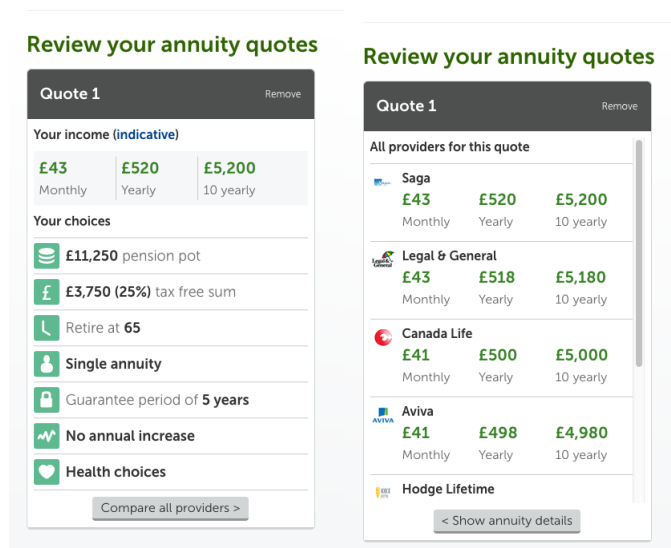 Review your annuity quotes
Quote 1 Remove
Your income (indicative)
£43 £520 £5,200
Monthly Yearly 10 yearly
Your choices
£11,250 pension pot
£ £3,750 (25%) tax free sum
Retire at 65
Single annuity
Guarantee period of 5 years
No annual increase
Health choices
Compare all providers >
Review your annuity quotes
Quote 1 Remove
All providers for this quote
Saga
£43 £520 £5,200
Monthly Yearly 10 yearly
Legal & General
Legal & General
£43 £518 £5,180
Monthly Yearly 10 yearly
Canada Life
£41 £500 £5,000
Monthly Yearly 10 yearly
Aviva
AVIVA
£41 £498 £4,980
Monthly Yearly 10 yearly
Hodge Lifetime
< Show annuity details